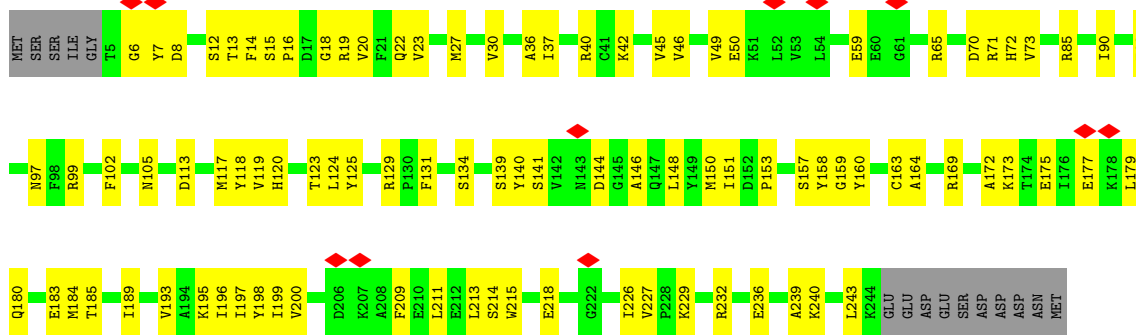 MET SER SER ILE GLY T5 G6 Y7 D8 S12 T13 F14 S15 P16 D17 G18 R19 V20 F21 Q22 V23 M27 V30 A36 I37 R40 C41 K42 V45 V46 V49 E50 K51 L52 V53 L54 E59 E60 G61 R65 D70 R71 H72 V73 R85 I90
N97 F98 R99 F102 N105 D113 M117 Y118 V119 H120 T123 L124 Y125 R129 P130 F131 S134 S139 Y140 S141 V142 N143 D144 G145 A146 Q147 L148 Y149 M150 I151 D152 P153 S157 Y158 G159 Y160 C163 A164 R169 A172 K173 T174 E175 I176 E177 K178 L179
Q180 E183 M184 T185 I189 V193 A194 K195 I196 I197 Y198 I199 V200 D206 K207 A208 F209 E210 L211 E212 L213 S214 W215 E218 G222 I226 V227 P228 K229 R232 E236 A239 K240 L243 K244 GLU GLU ASP GLU SER ASP ASP ASP ASN MET